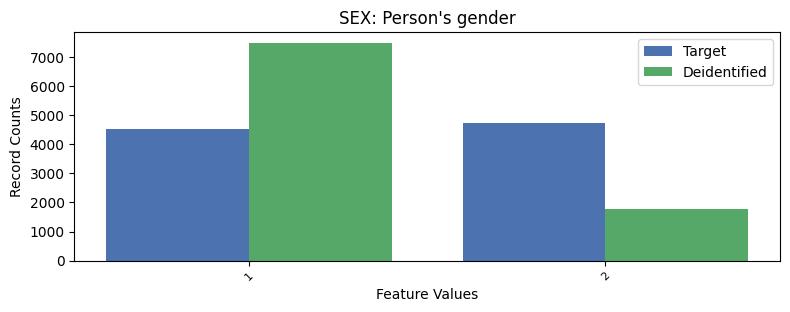 SEX: Person's gender
Target
Deidentified
Record Counts
7000
6000
5000
4000
3000
2000
1000
0
1
2
Feature Values